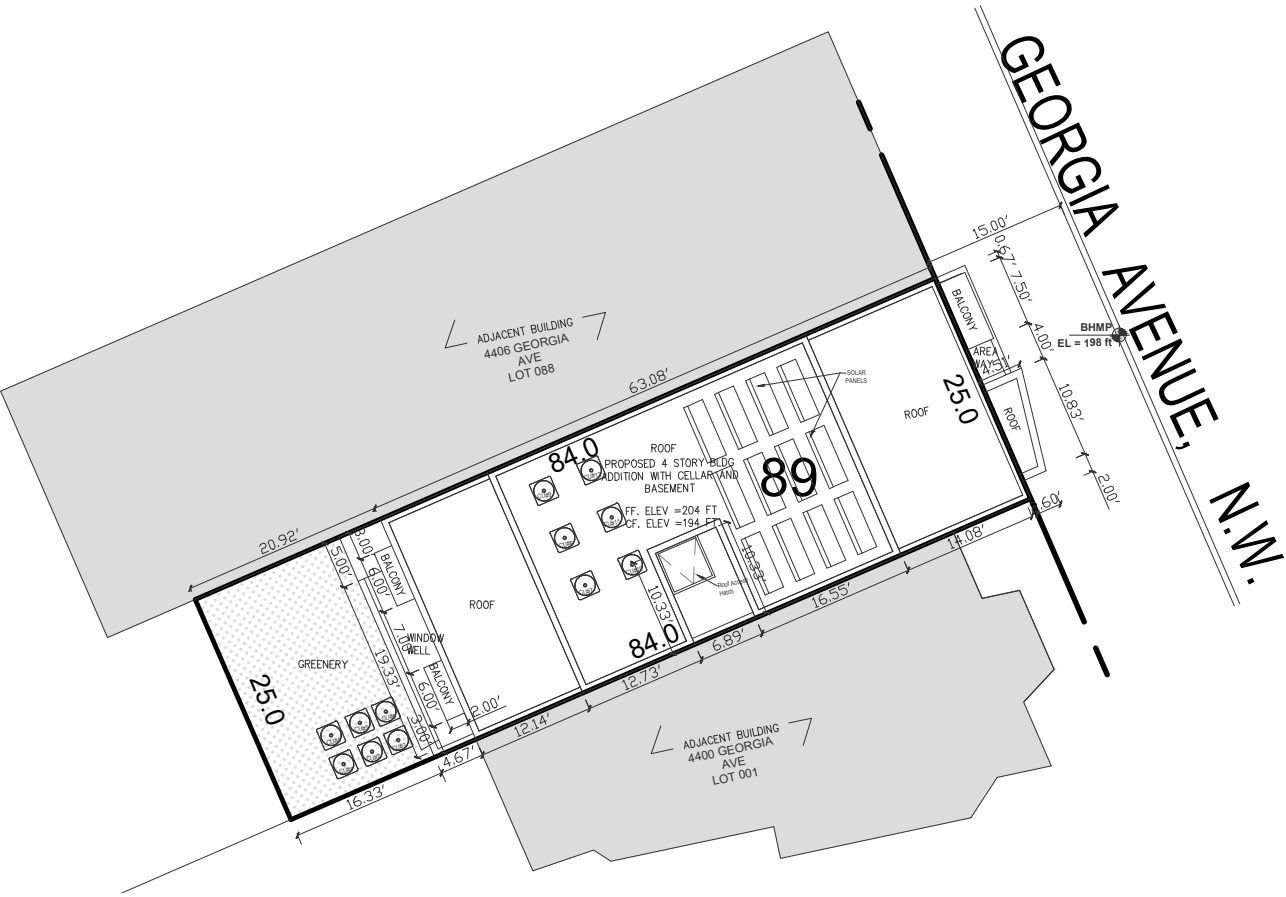 GEORGIA AVENUE, N.W.
15.00'
0.67'
7.50'
4.00'
10.83'
2.00'
BHMP
EL = 198 ft
BALCONY
AREA
WAY
4.51'
ROOF
25.0
ROOF
ADJACENT BUILDING
4406 GEORGIA
AVE
LOT 088
63.08'
SOLAR
PANELS
84.0
ROOF
PROPOSED 4 STORY BLDG
ADDITION WITH CELLAR AND
BASEMENT
FF. ELEV =204 FT
CF. ELEV =194 FT
89
10.33'
10.33'
Roof Access
Hatch
84.0
20.92'
5.00'
3.00'
6.00'
BALCONY
7.00'
WINDOW
WELL
19.33'
6.00'
BALCONY
3.00'
2.00'
ROOF
GREENERY
25.0
16.33'
4.67'
12.14'
12.73'
6.89'
16.55'
14.08'
ADJACENT BUILDING
4400 GEORGIA
AVE
LOT 001